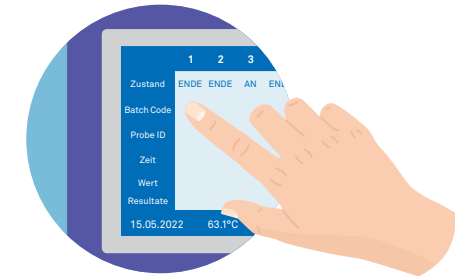 1 2 3
Zustand ENDE ENDE AN
Batch Code
Probe ID
Zeit
Wert
Resultate
15.05.2022 63.1°C